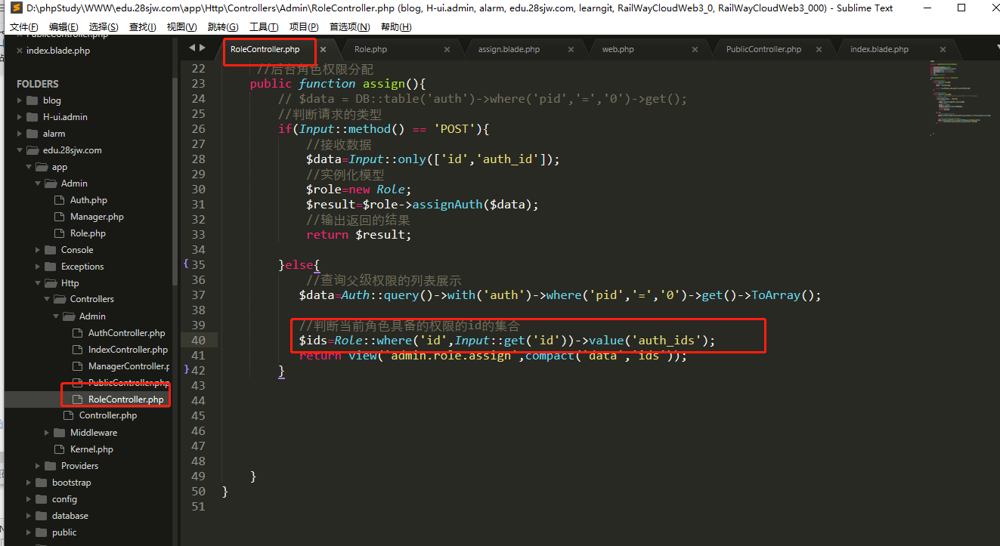 D:\phpStudy\WWW\edu.28sjw.com\app\Http\Controllers\Admin\RoleController.php (blog, H-ui.admin, alarm, edu.28sjw.com, learngit, RailWayCloudWeb3_0, RailWayCloudWeb3_000) - Sublime Text
文件(F) 编辑(E) 选择(S) 查找(I) 视图(V) 跳转(G) 工具(T) 项目(P) 首选项(N) 帮助(H)
PublicController.php
index.blade.php
FOLDERS
blog
H-ui.admin
alarm
edu.28sjw.com
app
Admin
Auth.php
Manager.php
Role.php
Console
Exceptions
Http
Controllers
Admin
AuthController.php
IndexController.php
ManagerController.p
PublicController.php
RoleController.php
Controller.php
Middleware
Kernel.php
Providers
bootstrap
config
database
public
RoleController.php × Role.php × assign.blade.php × web.php × PublicController.php × index.blade.php ×
22 //后台角色权限分配
23 public function assign(){
24 // $data = DB::table('auth')->where('pid','=','0')->get();
25 //判断请求的类型
26 if(Input::method() == 'POST'){
27 //接收数据
28 $data=Input::only(['id','auth_id']);
29 //实例化模型
30 $role=new Role;
31 $result=$role->assignAuth($data);
32 //输出返回的结果
33 return $result;
34
35 }else{
36 //查询父级权限的列表展示
37 $data=Auth::query()->with('auth')->where('pid','=','0')->get()->ToArray();
38
39 //判断当前角色具备的权限的id的集合
40 $ids=Role::where('id',Input::get('id'))->value('auth_ids');
41 return view('admin.role.assign',compact('data','ids'));
42 }
43
44
45
46
47
48
49 }
50 }
51